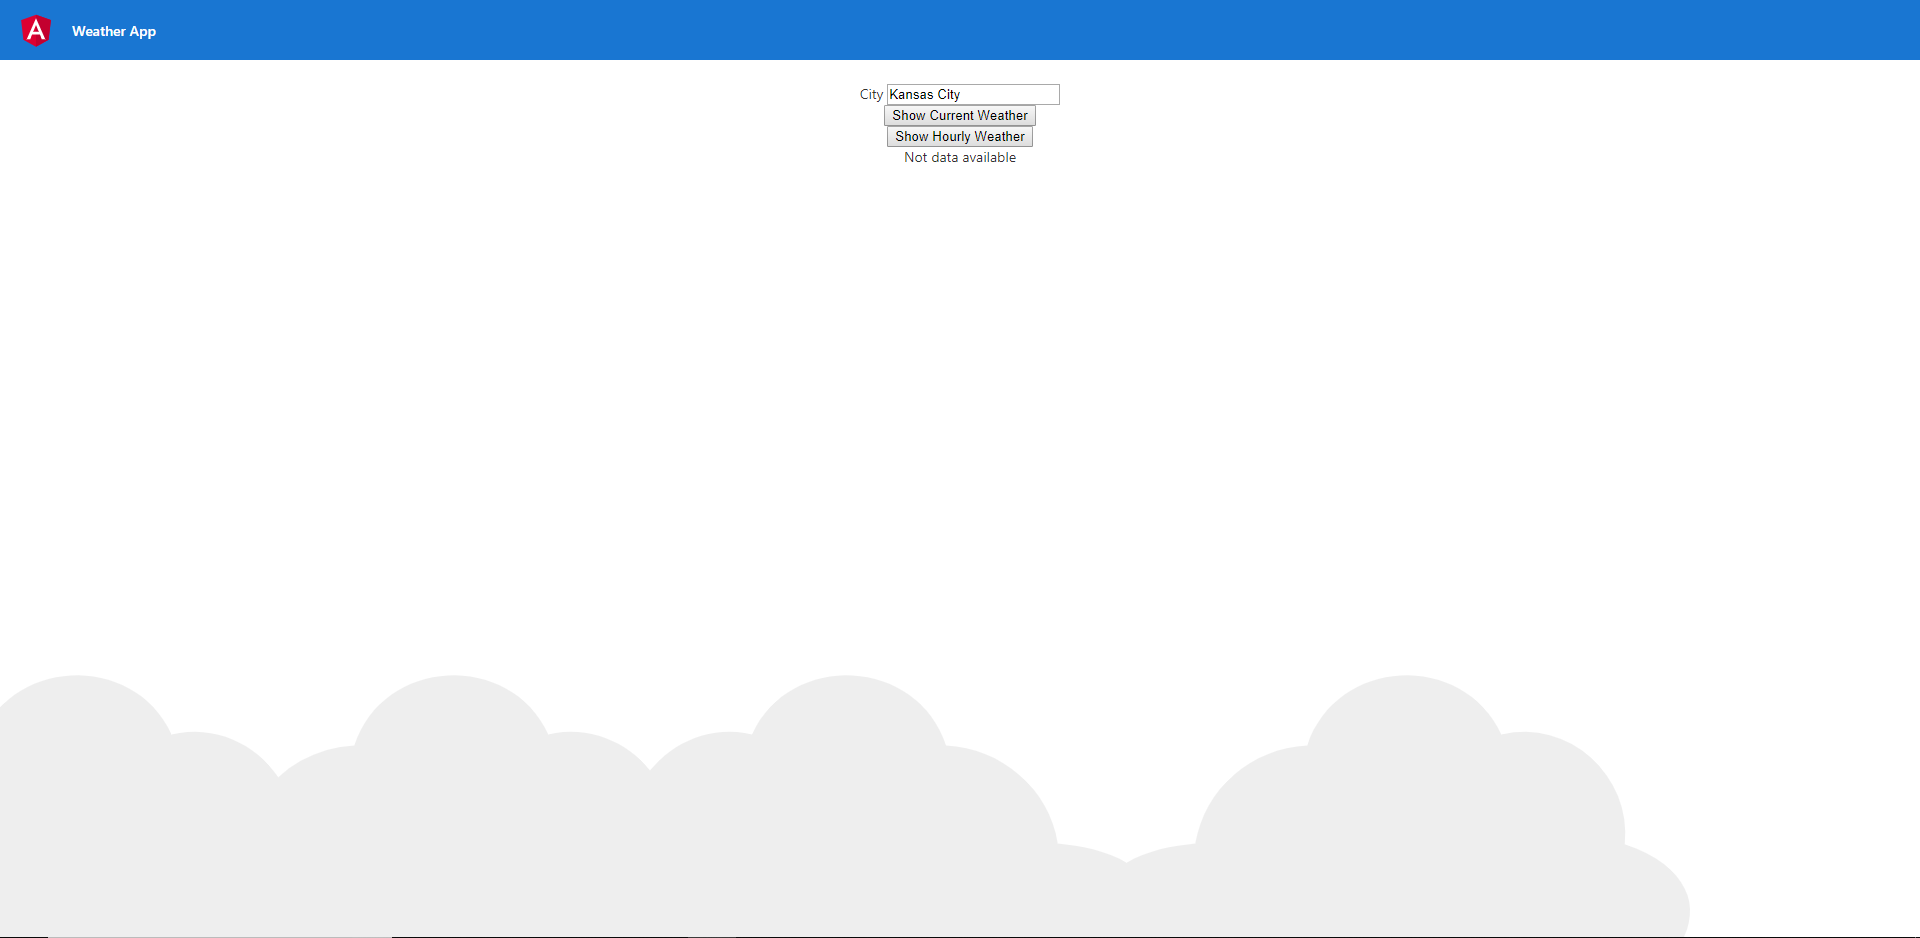 Weather App
City Kansas City
Show Current Weather
Show Hourly Weather
Not data available